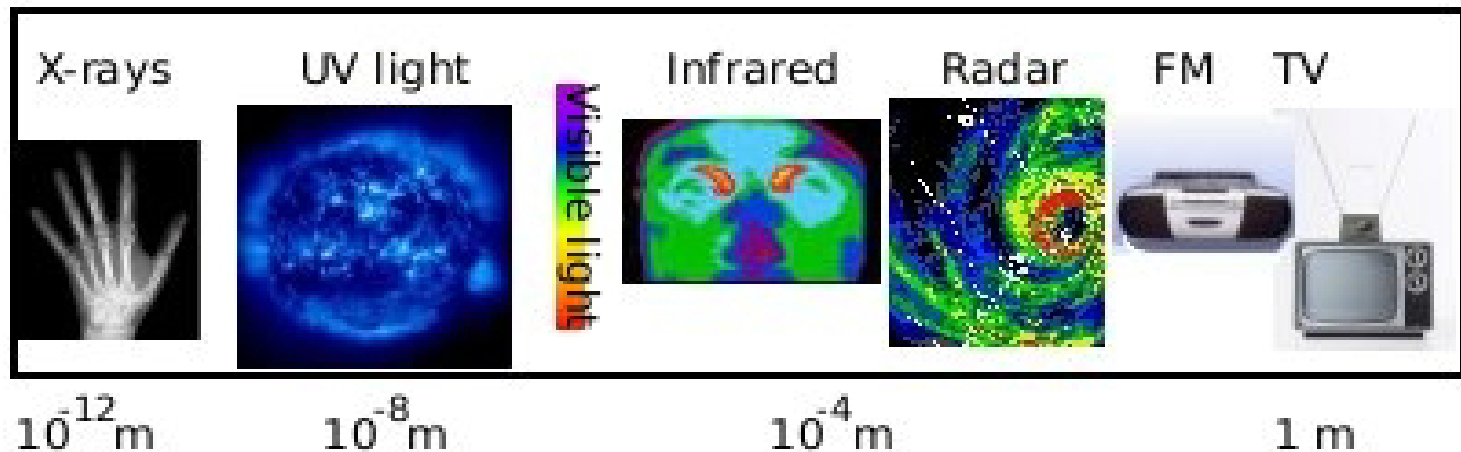 X-rays UV light Infrared Radar FM TV
Visible light
10⁻¹²m 10⁻⁸m 10⁻⁴m 1 m